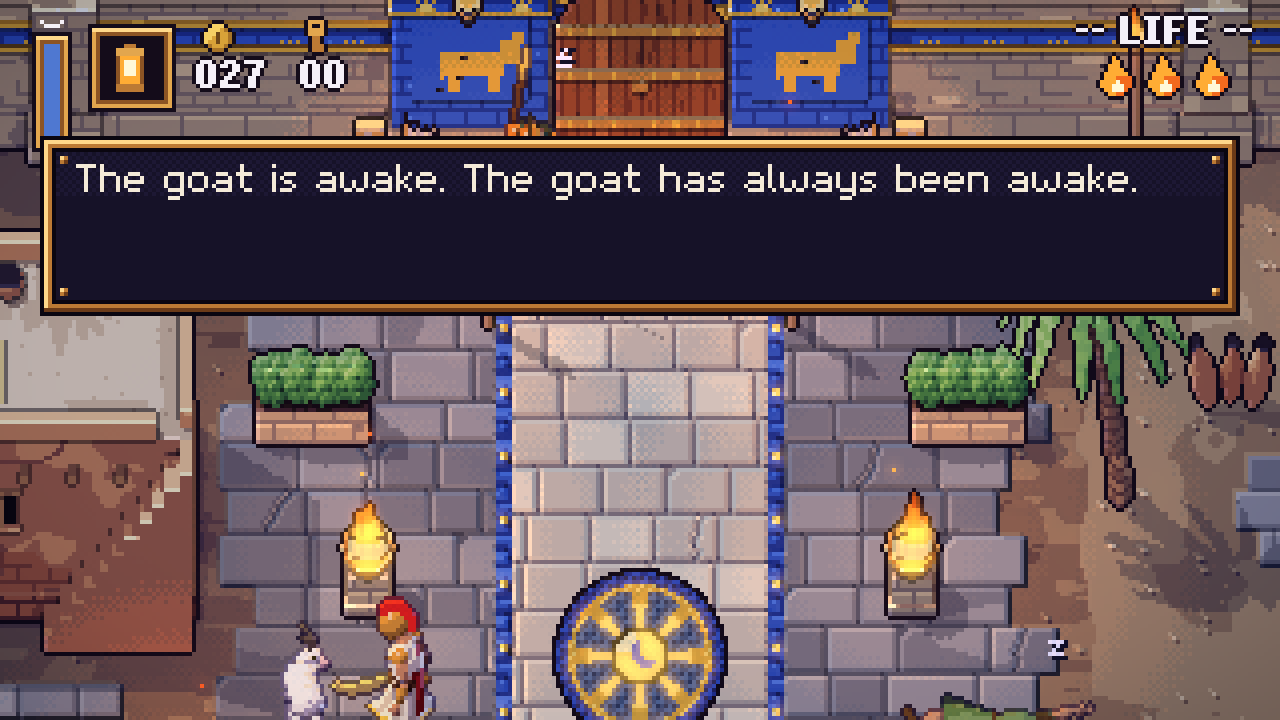 -- LIFE --
027 00
z
The goat is awake. The goat has always been awake.
z